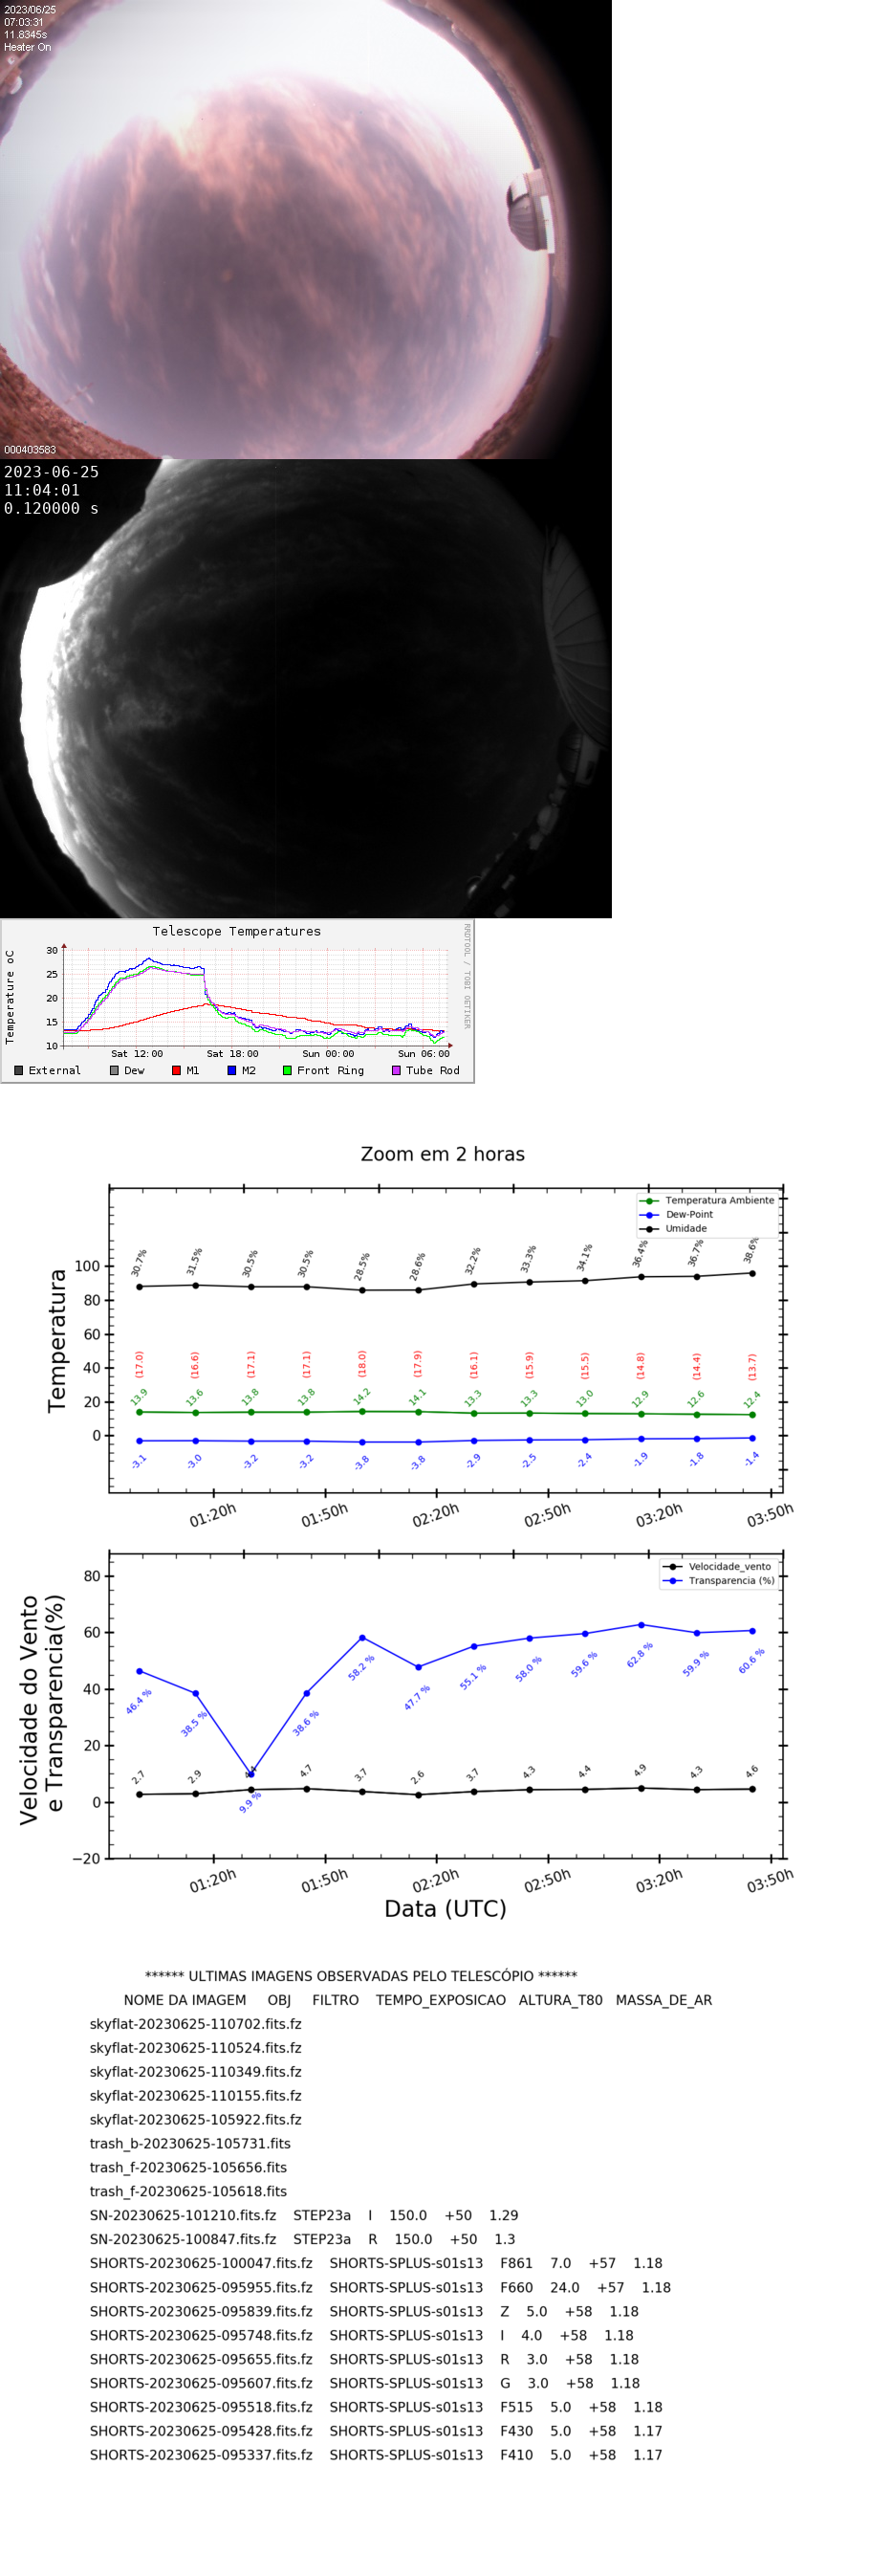 2023/06/25
07:03:31
11.8345s
Heater On
000403583
2023-06-25
11:04:01
0.120000 s
Telescope Temperatures
RRDTOOL / TOBI OETIKER
Temperature oC
30
25
20
15
10
Sat 12:00 Sat 18:00 Sun 00:00 Sun 06:00
External Dew M1 M2 Front Ring Tube Rod
Zoom em 2 horas
Temperatura Ambiente
Dew-Point
Umidade
Temperatura
100
80
60
40
20
0
30.7% 31.5% 30.5% 30.5% 28.5% 28.6% 32.2% 33.3% 34.1% 36.4% 36.7% 38.6%
(17.0) (16.6) (17.1) (17.1) (18.0) (17.9) (16.1) (15.9) (15.5) (14.8) (14.4) (13.7)
13.9 13.6 13.8 13.8 14.2 14.1 13.3 13.3 13.0 12.9 12.6 12.4
-3.1 -3.0 -3.2 -3.2 -3.8 -3.8 -2.9 -2.5 -2.4 -1.9 -1.8 -1.4
01:20h 01:50h 02:20h 02:50h 03:20h 03:50h
Velocidade_vento
Transparencia (%)
Velocidade do Vento
e Transparencia(%)
80
60
40
20
0
−20
46.4 % 38.5 % 9.9 % 38.6 % 58.2 % 47.7 % 55.1 % 58.0 % 59.6 % 62.8 % 59.9 % 60.6 %
2.7 2.9 4.4 4.7 3.7 2.6 3.7 4.3 4.4 4.9 4.3 4.6
01:20h 01:50h 02:20h 02:50h 03:20h 03:50h
Data (UTC)
****** ULTIMAS IMAGENS OBSERVADAS PELO TELESCÓPIO ******
NOME DA IMAGEM OBJ FILTRO TEMPO_EXPOSICAO ALTURA_T80 MASSA_DE_AR
skyflat-20230625-110702.fits.fz
skyflat-20230625-110524.fits.fz
skyflat-20230625-110349.fits.fz
skyflat-20230625-110155.fits.fz
skyflat-20230625-105922.fits.fz
trash_b-20230625-105731.fits
trash_f-20230625-105656.fits
trash_f-20230625-105618.fits
SN-20230625-101210.fits.fz STEP23a I 150.0 +50 1.29
SN-20230625-100847.fits.fz STEP23a R 150.0 +50 1.3
SHORTS-20230625-100047.fits.fz SHORTS-SPLUS-s01s13 F861 7.0 +57 1.18
SHORTS-20230625-095955.fits.fz SHORTS-SPLUS-s01s13 F660 24.0 +57 1.18
SHORTS-20230625-095839.fits.fz SHORTS-SPLUS-s01s13 Z 5.0 +58 1.18
SHORTS-20230625-095748.fits.fz SHORTS-SPLUS-s01s13 I 4.0 +58 1.18
SHORTS-20230625-095655.fits.fz SHORTS-SPLUS-s01s13 R 3.0 +58 1.18
SHORTS-20230625-095607.fits.fz SHORTS-SPLUS-s01s13 G 3.0 +58 1.18
SHORTS-20230625-095518.fits.fz SHORTS-SPLUS-s01s13 F515 5.0 +58 1.18
SHORTS-20230625-095428.fits.fz SHORTS-SPLUS-s01s13 F430 5.0 +58 1.17
SHORTS-20230625-095337.fits.fz SHORTS-SPLUS-s01s13 F410 5.0 +58 1.17